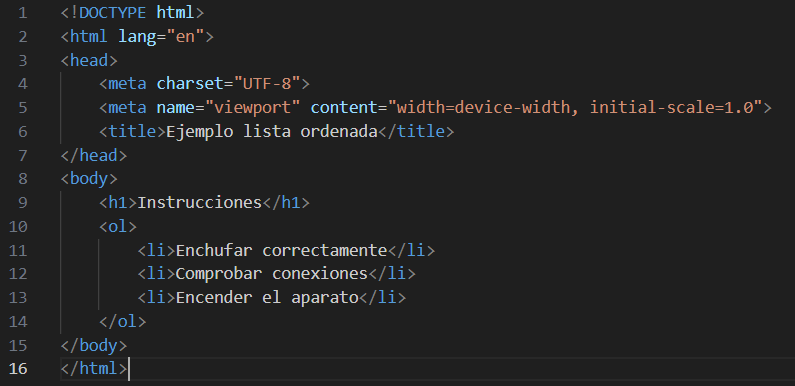 1 <!DOCTYPE html>
2 <html lang="en">
3 <head>
4     <meta charset="UTF-8">
5     <meta name="viewport" content="width=device-width, initial-scale=1.0">
6     <title>Ejemplo lista ordenada</title>
7 </head>
8 <body>
9     <h1>Instrucciones</h1>
10     <ol>
11         <li>Enchufar correctamente</li>
12         <li>Comprobar conexiones</li>
13         <li>Encender el aparato</li>
14     </ol>
15 </body>
16 </html>